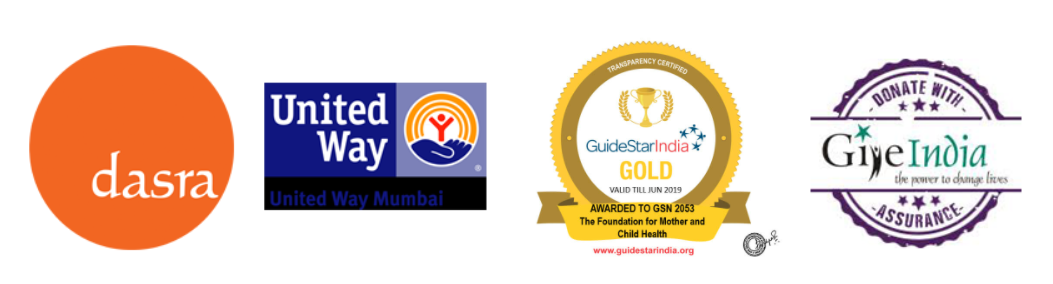 dasra
United
Way
®
United Way Mumbai
TRANSPARENCY CERTIFIED
GuideStarIndia
GOLD
VALID TILL JUN 2019
AWARDED TO GSN 2053
The Foundation for Mother and
Child Health
www.guidestarindia.org
DONATE WITH
GiveIndia
the power to change lives
ASSURANCE